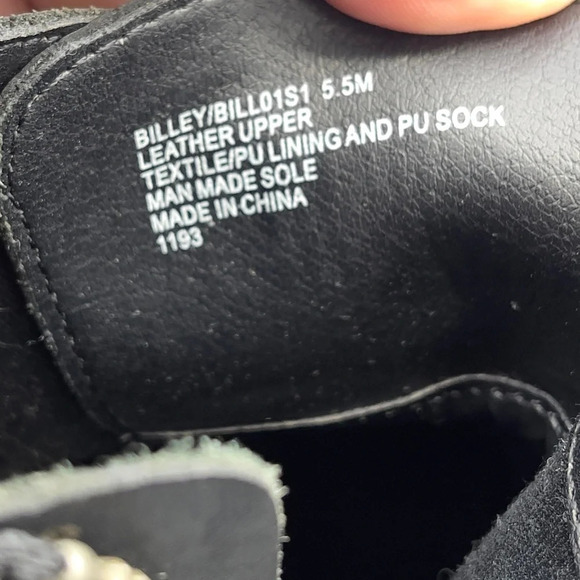 BILLEY/BILL01S1 5.5M
LEATHER UPPER
TEXTILE/PU LINING AND PU SOCK
MAN MADE SOLE
MADE IN CHINA
1193